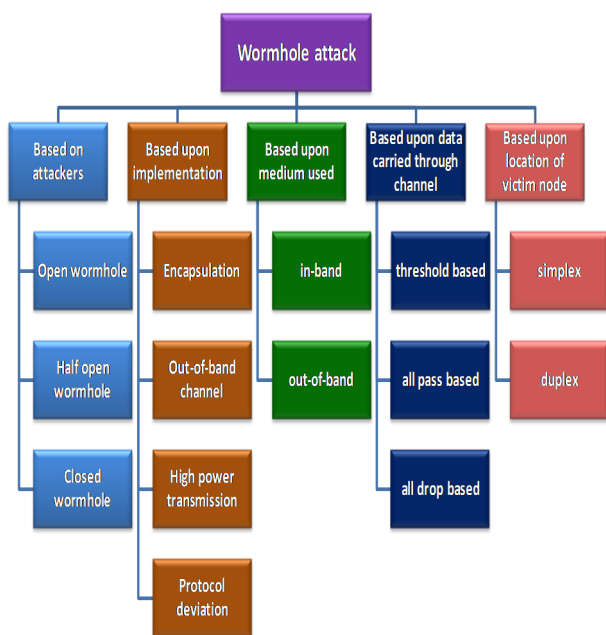 Wormhole attack
Based on
attackers
Based upon
implementation
Based upon
medium used
Based upon data
carried through
channel
Based upon
location of
victim node
Open wormhole
Encapsulation
in-band
threshold based
simplex
Half open
wormhole
Out-of-band
channel
out-of-band
all pass based
duplex
Closed
wormhole
High power
transmission
all drop based
Protocol
deviation